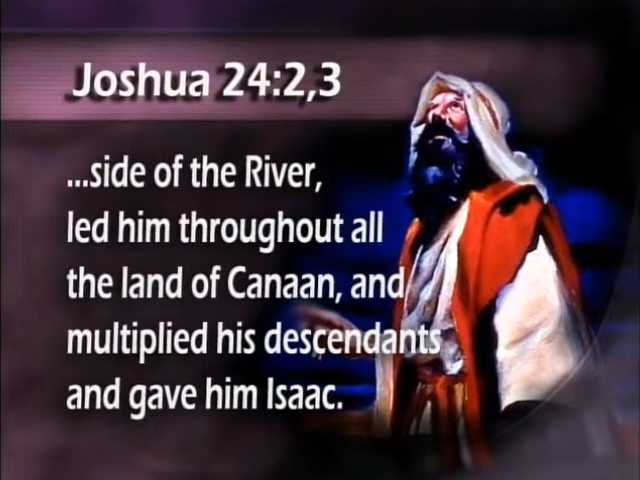 Joshua 24:2,3
...side of the River,
led him throughout all
the land of Canaan, and
multiplied his descendants
and gave him Isaac.